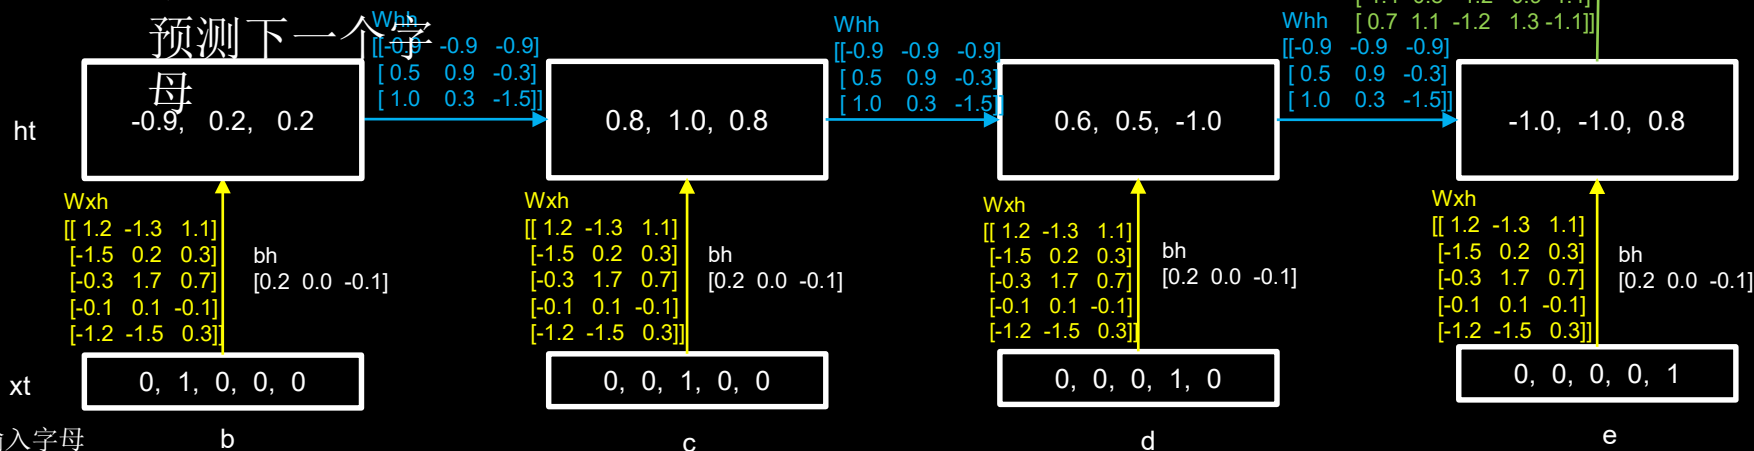 预测下一个字
母
[ 0.7 1.1 -1.2 1.3 -1.1]]
Whh
[[-0.9 -0.9 -0.9]
[ 0.5 0.9 -0.3]
[ 1.0 0.3 -1.5]]
Whh
[[-0.9 -0.9 -0.9]
[ 0.5 0.9 -0.3]
[ 1.0 0.3 -1.5]]
Whh
[[-0.9 -0.9 -0.9]
[ 0.5 0.9 -0.3]
[ 1.0 0.3 -1.5]]
ht
-0.9, 0.2, 0.2
0.8, 1.0, 0.8
0.6, 0.5, -1.0
-1.0, -1.0, 0.8
Wxh
[[ 1.2 -1.3 1.1]
[-1.5 0.2 0.3]
[-0.3 1.7 0.7]
[-0.1 0.1 -0.1]
[-1.2 -1.5 0.3]]
bh
[0.2 0.0 -0.1]
Wxh
[[ 1.2 -1.3 1.1]
[-1.5 0.2 0.3]
[-0.3 1.7 0.7]
[-0.1 0.1 -0.1]
[-1.2 -1.5 0.3]]
bh
[0.2 0.0 -0.1]
Wxh
[[ 1.2 -1.3 1.1]
[-1.5 0.2 0.3]
[-0.3 1.7 0.7]
[-0.1 0.1 -0.1]
[-1.2 -1.5 0.3]]
bh
[0.2 0.0 -0.1]
Wxh
[[ 1.2 -1.3 1.1]
[-1.5 0.2 0.3]
[-0.3 1.7 0.7]
[-0.1 0.1 -0.1]
[-1.2 -1.5 0.3]]
bh
[0.2 0.0 -0.1]
xt
0, 1, 0, 0, 0
0, 0, 1, 0, 0
0, 0, 0, 1, 0
0, 0, 0, 0, 1
入字母
b
c
d
e